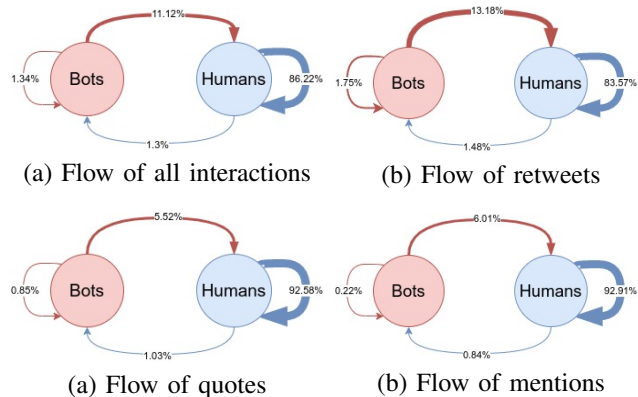 11.12%
13.18%
1.34%
Bots
Humans
86.22%
1.75%
Bots
Humans
83.57%
1.3%
1.48%
(a) Flow of all interactions
(b) Flow of retweets
5.52%
6.01%
0.85%
Bots
Humans
92.58%
0.22%
Bots
Humans
92.91%
1.03%
0.84%
(a) Flow of quotes
(b) Flow of mentions